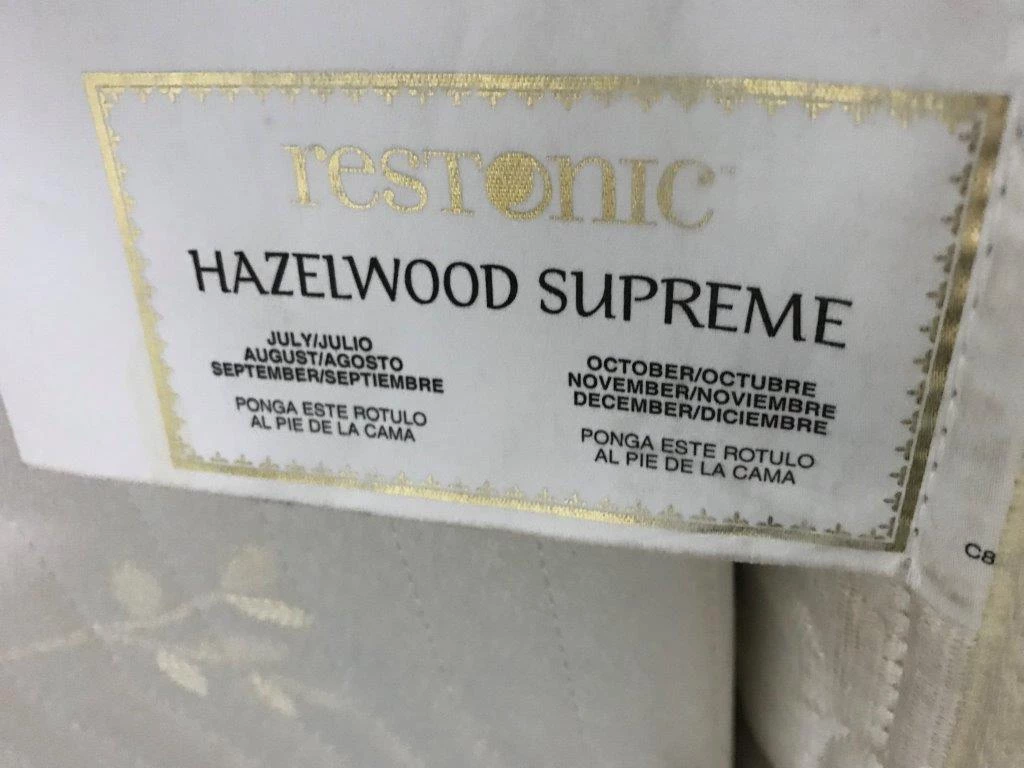 resTonic™
HAZELWOOD SUPREME
JULY/JULIO
AUGUST/AGOSTO
SEPTEMBER/SEPTIEMBRE
PONGA ESTE ROTULO
AL PIE DE LA CAMA
OCTOBER/OCTUBRE
NOVEMBER/NOVIEMBRE
DECEMBER/DICIEMBRE
PONGA ESTE ROTULO
AL PIE DE LA CAMA
C8